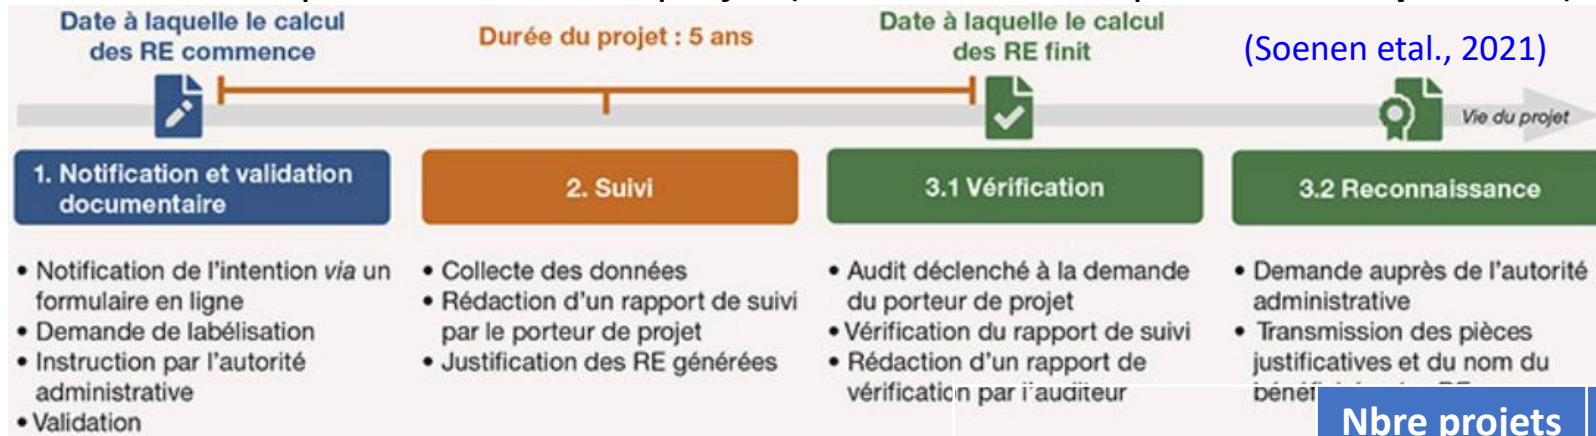 Date à laquelle le calcul
des RE commence
Durée du projet : 5 ans
Date à laquelle le calcul
des RE finit
(Soenen etal., 2021)
Vie du projet
1. Notification et validation
documentaire
2. Suivi
3.1 Vérification
3.2 Reconnaissance
• Notification de l'intention via un
formulaire en ligne
• Demande de labélisation
• Instruction par l'autorité
administrative
• Validation
• Collecte des données
• Rédaction d'un rapport de suivi
par le porteur de projet
• Justification des RE générées
• Audit déclenché à la demande
du porteur de projet
• Vérification du rapport de suivi
• Rédaction d'un rapport de
vérification par l'auditeur
• Demande auprès de l'autorité
administrative
• Transmission des pièces
justificatives et du nom du
Nbre projets